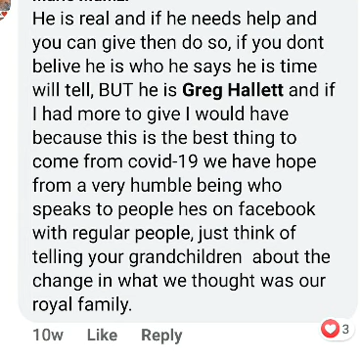 He is real and if he needs help and
you can give then do so, if you dont
belive he is who he says he is time
will tell, BUT he is Greg Hallett and if
I had more to give I would have
because this is the best thing to
come from covid-19 we have hope
from a very humble being who
speaks to people hes on facebook
with regular people, just think of
telling your grandchildren about the
change in what we thought was our
royal family.
10w Like Reply 3